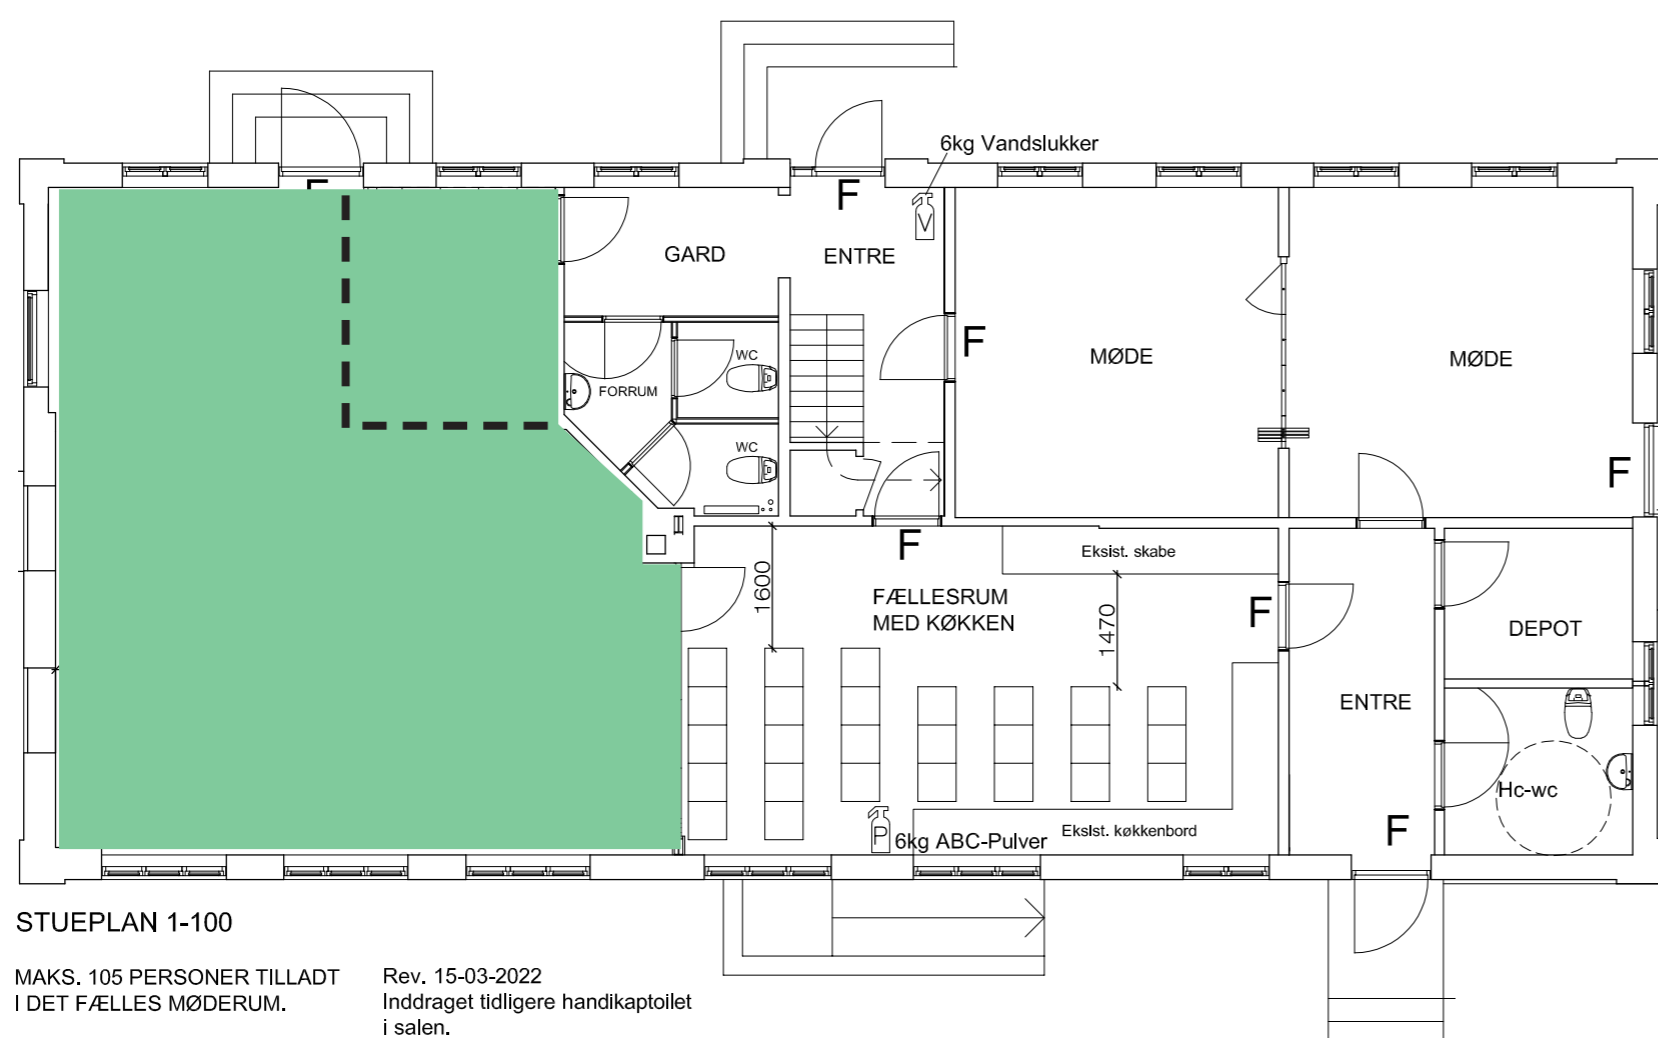 6kg Vandslukker
F
F
V
GARD
ENTRE
F
MØDE
MØDE
WC
FORRUM
WC
F
F
Eksist. skabe
1600
FÆLLESRUM
MED KØKKEN
1470
F
DEPOT
ENTRE
Hc-wc
P
6kg ABC-Pulver
Eksist. køkkenbord
F
STUEPLAN 1-100
MAKS. 105 PERSONER TILLADT
I DET FÆLLES MØDERUM.
Rev. 15-03-2022
Inddraget tidligere handikaptoilet
i salen.